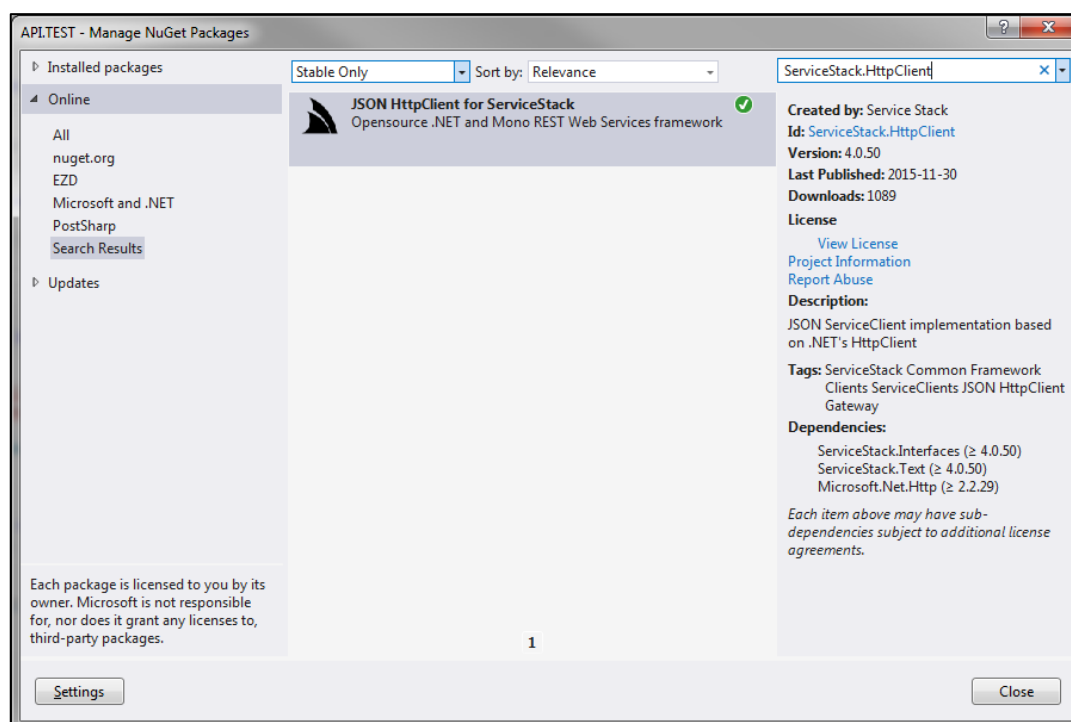 API.TEST - Manage NuGet Packages
Installed packages
Online
All
nuget.org
EZD
Microsoft and .NET
PostSharp
Search Results
Updates
Each package is licensed to you by its
owner. Microsoft is not responsible
for, nor does it grant any licenses to,
third-party packages.
Stable Only
Sort by: Relevance
JSON HttpClient for ServiceStack
Opensource .NET and Mono REST Web Services framework
1
ServiceStack.HttpClient
Created by: Service Stack
Id: ServiceStack.HttpClient
Version: 4.0.50
Last Published: 2015-11-30
Downloads: 1089
License
View License
Project Information
Report Abuse
Description:
JSON ServiceClient implementation based
on .NET's HttpClient
Tags: ServiceStack Common Framework
Clients ServiceClients JSON HttpClient
Gateway
Dependencies:
ServiceStack.Interfaces (≥ 4.0.50)
ServiceStack.Text (≥ 4.0.50)
Microsoft.Net.Http (≥ 2.2.29)
Each item above may have sub-
dependencies subject to additional license
agreements.
Settings
Close